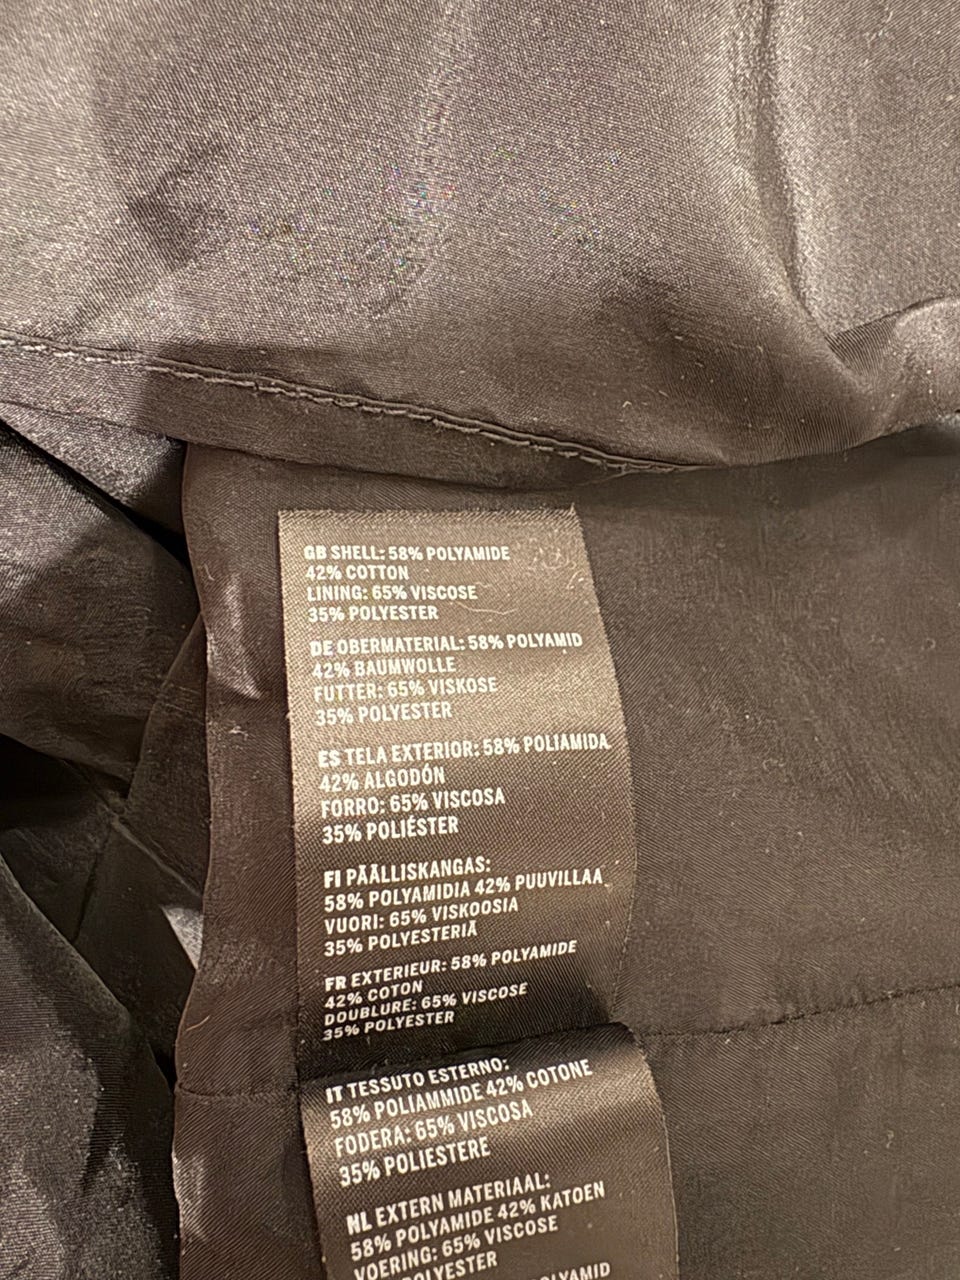 GB SHELL: 58% POLYAMIDE
42% COTTON
LINING: 65% VISCOSE
35% POLYESTER
DE OBERMATERIAL: 58% POLYAMID
42% BAUMWOLLE
FUTTER: 65% VISKOSE
35% POLYESTER
ES TELA EXTERIOR: 58% POLIAMIDA
42% ALGODÓN
FORRO: 65% VISCOSA
35% POLIÉSTER
FI PÄÄLLISKANGAS:
58% POLYAMIDIA 42% PUUVILLAA
VUORI: 65% VISKOOSIA
35% POLYESTERIÄ
FR EXTERIEUR: 58% POLYAMIDE
42% COTON
DOUBLURE: 65% VISCOSE
35% POLYESTER
IT TESSUTO ESTERNO:
58% POLIAMMIDE 42% COTONE
FODERA: 65% VISCOSA
35% POLIESTERE
NL EXTERN MATERIAAL:
58% POLYAMIDE 42% KATOEN
VOERING: 65% VISCOSE
POLYESTER
POLYAMID